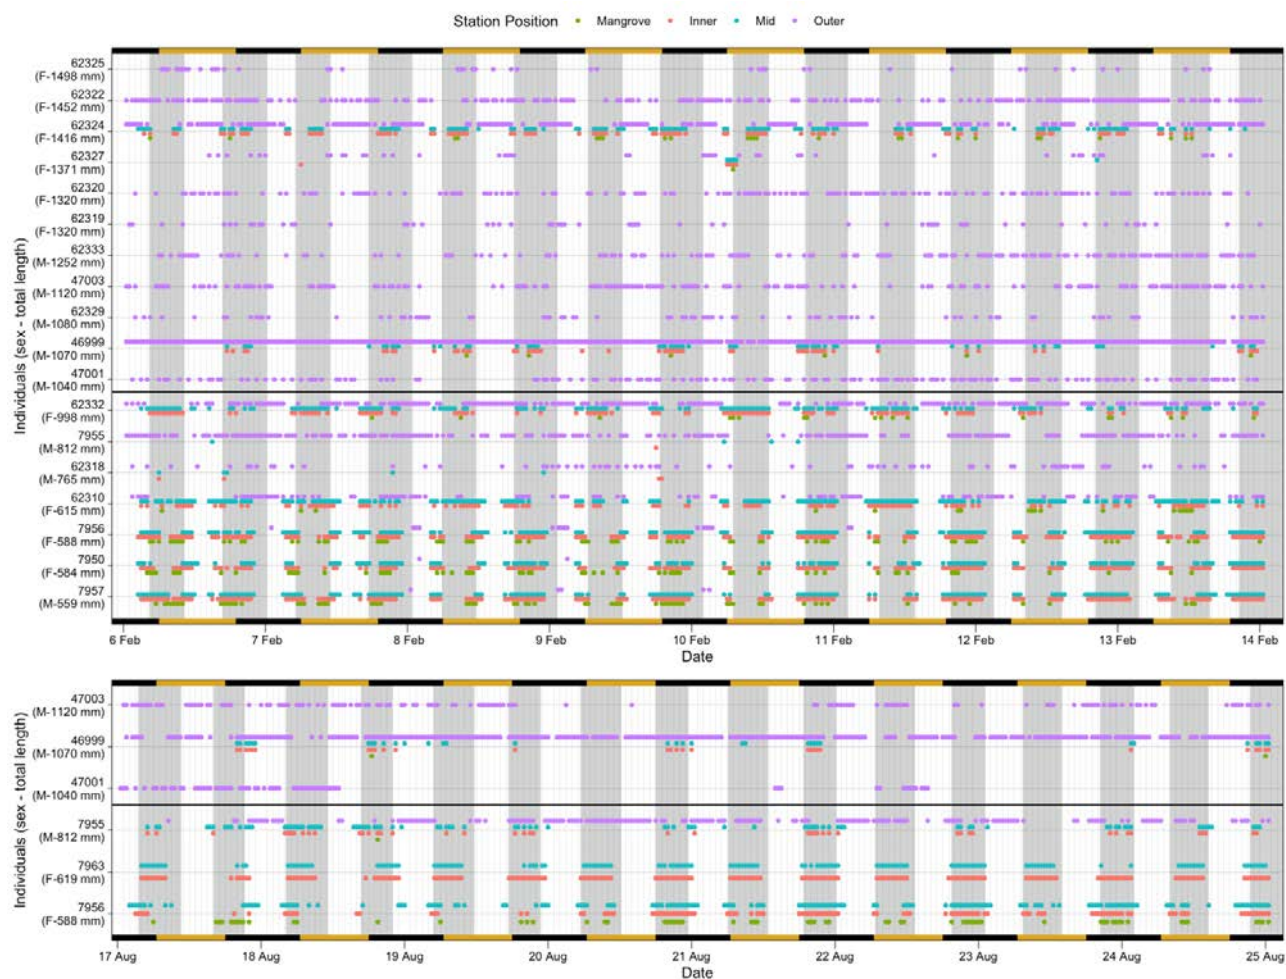 Station Position Mangrove Inner Mid Outer
Individuals (sex - total length)
62325
(F-1498 mm)
62322
(F-1452 mm)
62324
(F-1416 mm)
62327
(F-1371 mm)
62320
(F-1320 mm)
62319
(F-1320 mm)
62333
(M-1252 mm)
47003
(M-1120 mm)
62329
(M-1080 mm)
46999
(M-1070 mm)
47001
(M-1040 mm)
62332
(F-998 mm)
7955
(M-812 mm)
62318
(M-765 mm)
62310
(F-615 mm)
7956
(F-588 mm)
7950
(F-584 mm)
7957
(M-559 mm)
6 Feb 7 Feb 8 Feb 9 Feb 10 Feb 11 Feb 12 Feb 13 Feb 14 Feb
Date
Individuals (sex - total length)
47003
(M-1120 mm)
46999
(M-1070 mm)
47001
(M-1040 mm)
7955
(M-812 mm)
7963
(F-619 mm)
7956
(F-588 mm)
17 Aug 18 Aug 19 Aug 20 Aug 21 Aug 22 Aug 23 Aug 24 Aug 25 Aug
Date